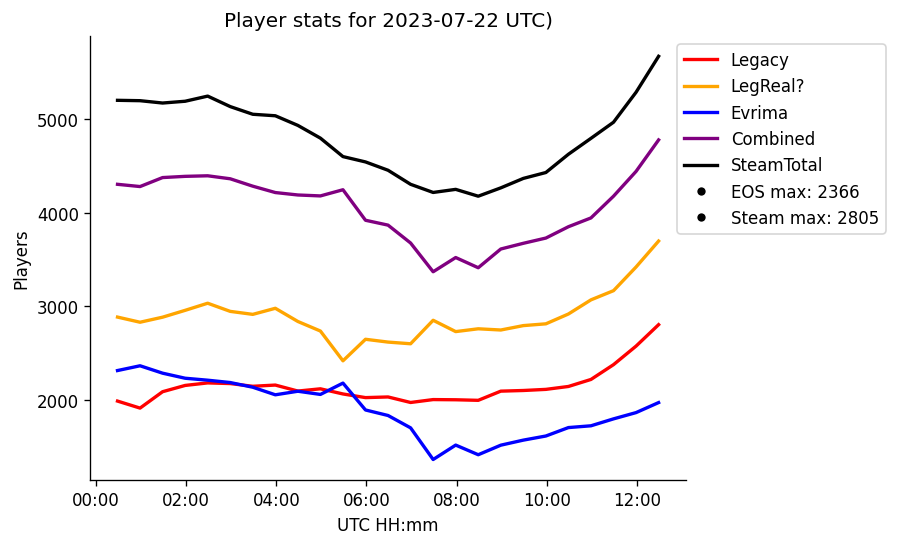 Player stats for 2023-07-22 UTC)
Legacy
LegReal?
Evrima
Combined
SteamTotal
EOS max: 2366
Steam max: 2805
Players
5000
4000
3000
2000
00:00 02:00 04:00 06:00 08:00 10:00 12:00
UTC HH:mm